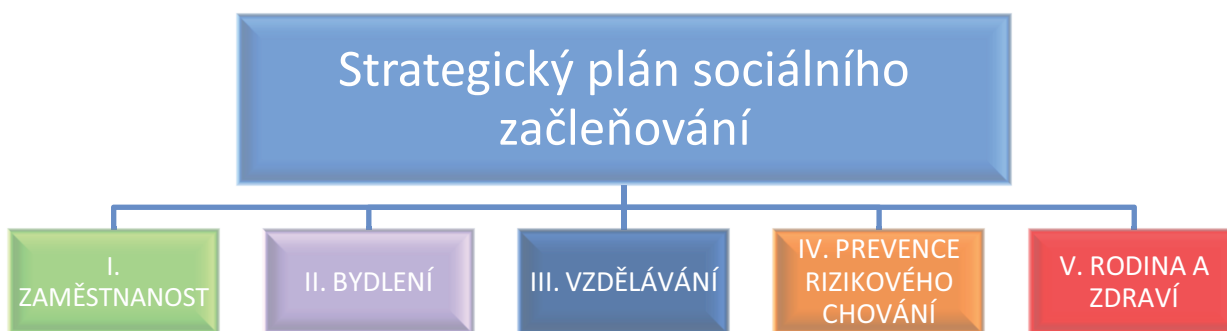 Strategický plán sociálního
začleňování
I.
ZAMĚSTNANOST
II. BYDLENÍ
III. VZDĚLÁVÁNÍ
IV. PREVENCE
RIZIKOVÉHO
CHOVÁNÍ
V. RODINA A
ZDRAVÍ